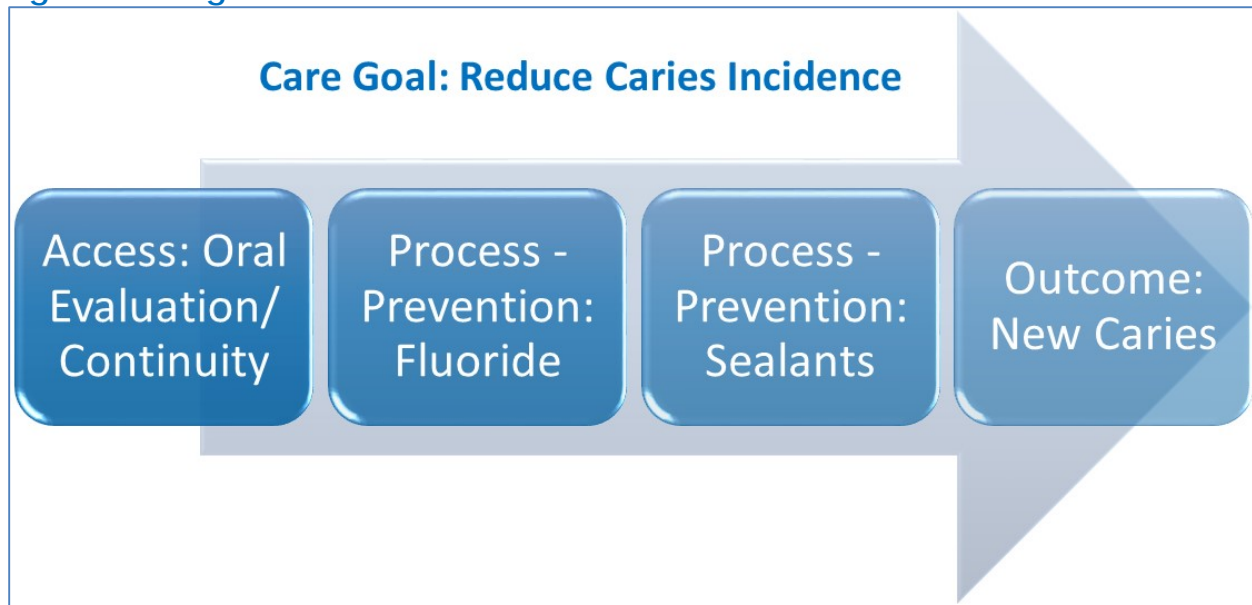 Care Goal: Reduce Caries Incidence
Access: Oral
Evaluation/
Continuity
Process -
Prevention:
Fluoride
Process -
Prevention:
Sealants
Outcome:
New Caries